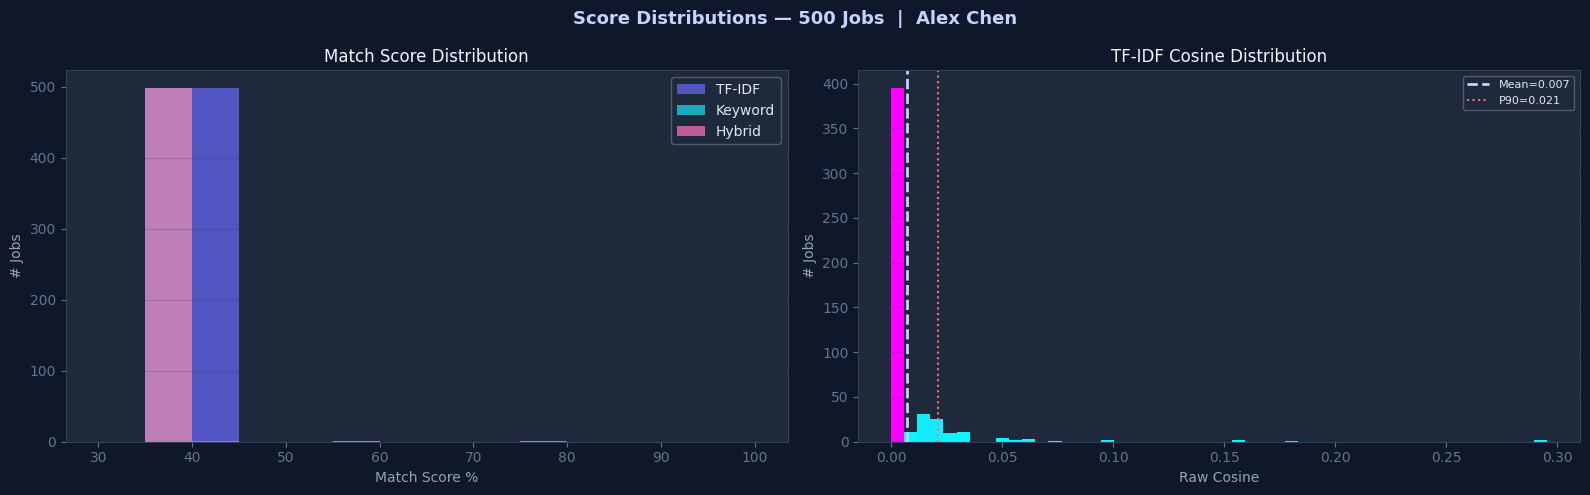 Score Distributions — 500 Jobs | Alex Chen
Match Score Distribution
500
400
300
200
100
0
# Jobs
30 40 50 60 70 80 90 100
Match Score %
TF-IDF
Keyword
Hybrid
TF-IDF Cosine Distribution
400
350
300
250
200
150
100
50
0
# Jobs
0.00 0.05 0.10 0.15 0.20 0.25 0.30
Raw Cosine
Mean=0.007
P90=0.021